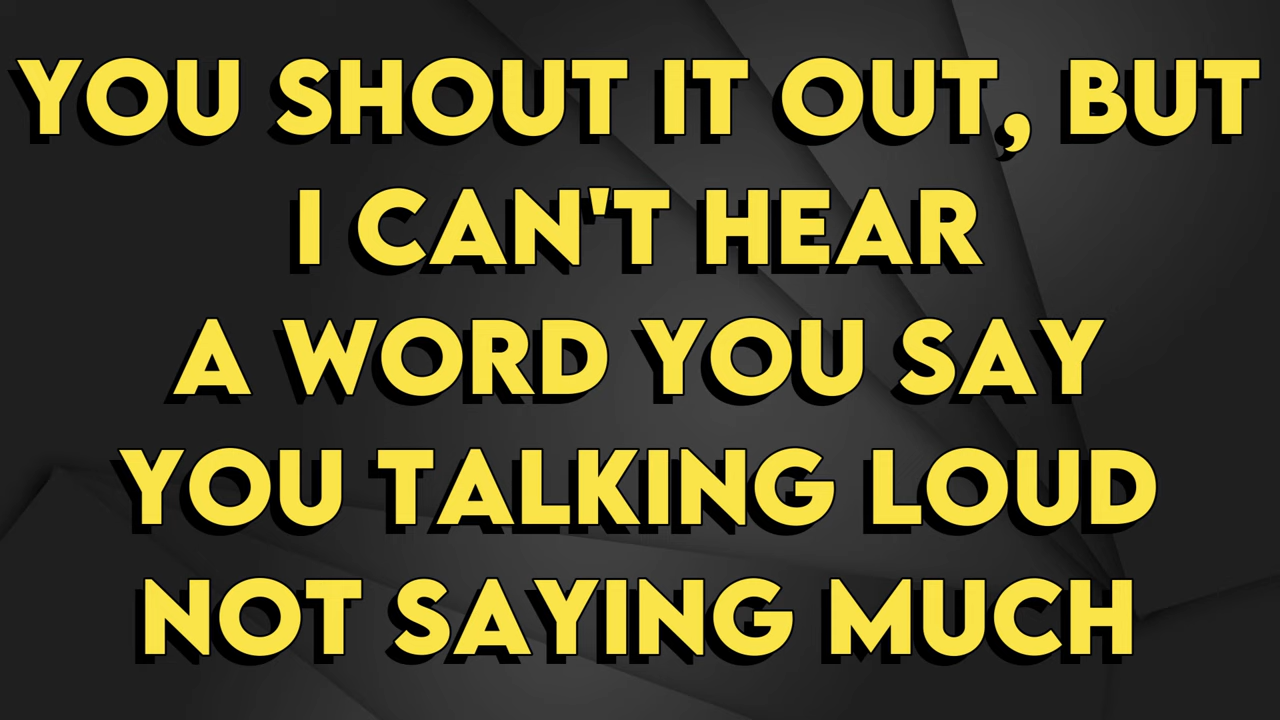 YOU SHOUT IT OUT, BUT
I CAN'T HEAR
A WORD YOU SAY
YOU TALKING LOUD
NOT SAYING MUCH